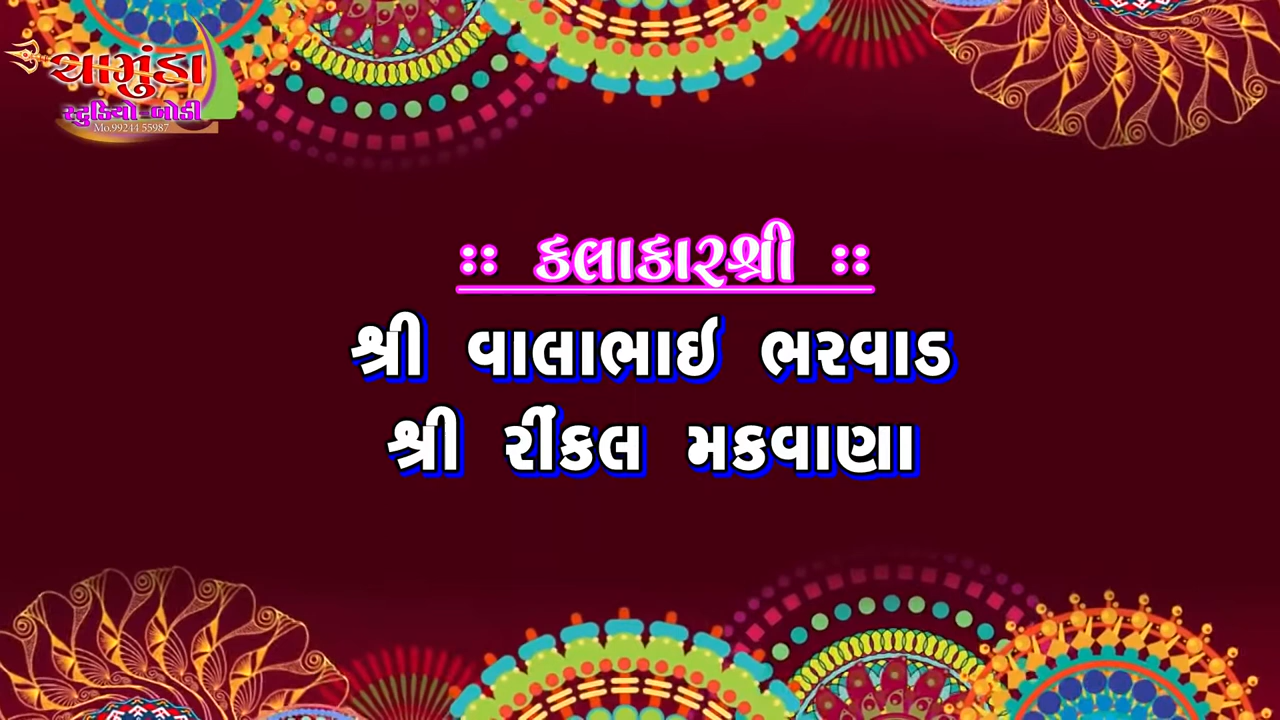 ચામુંડા
સ્ટુડિયો બોડી
Mo.99244 55987
:: કલાકારશ્રી ::
શ્રી વાલાભાઇ ભરવાડ
શ્રી રીંકલ મકવાણા